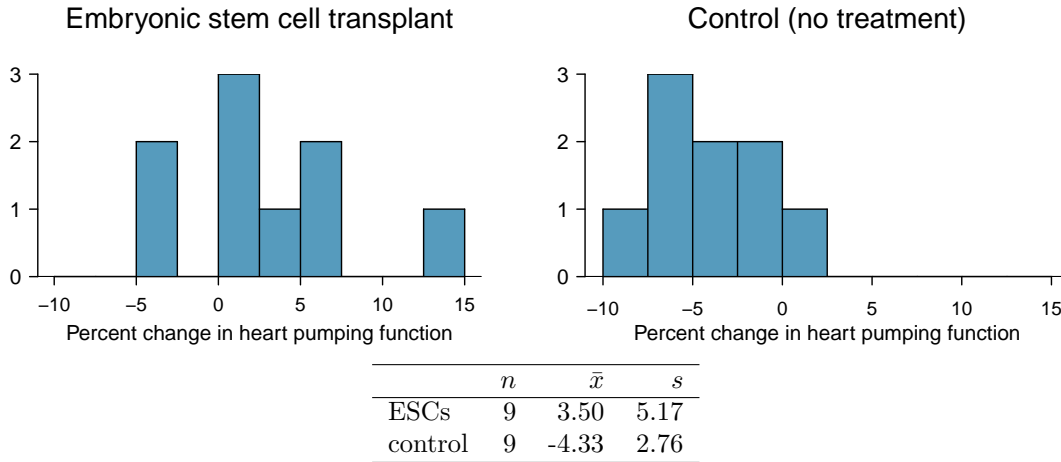 Embryonic stem cell transplant
3
2
1
0
−10 −5 0 5 10 15
Percent change in heart pumping function
Control (no treatment)
3
2
1
0
−10 −5 0 5 10 15
Percent change in heart pumping function
n x̄ s
ESCs 9 3.50 5.17
control 9 -4.33 2.76